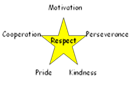 Motivation
Cooperation Perseverance
Respect
Pride Kindness